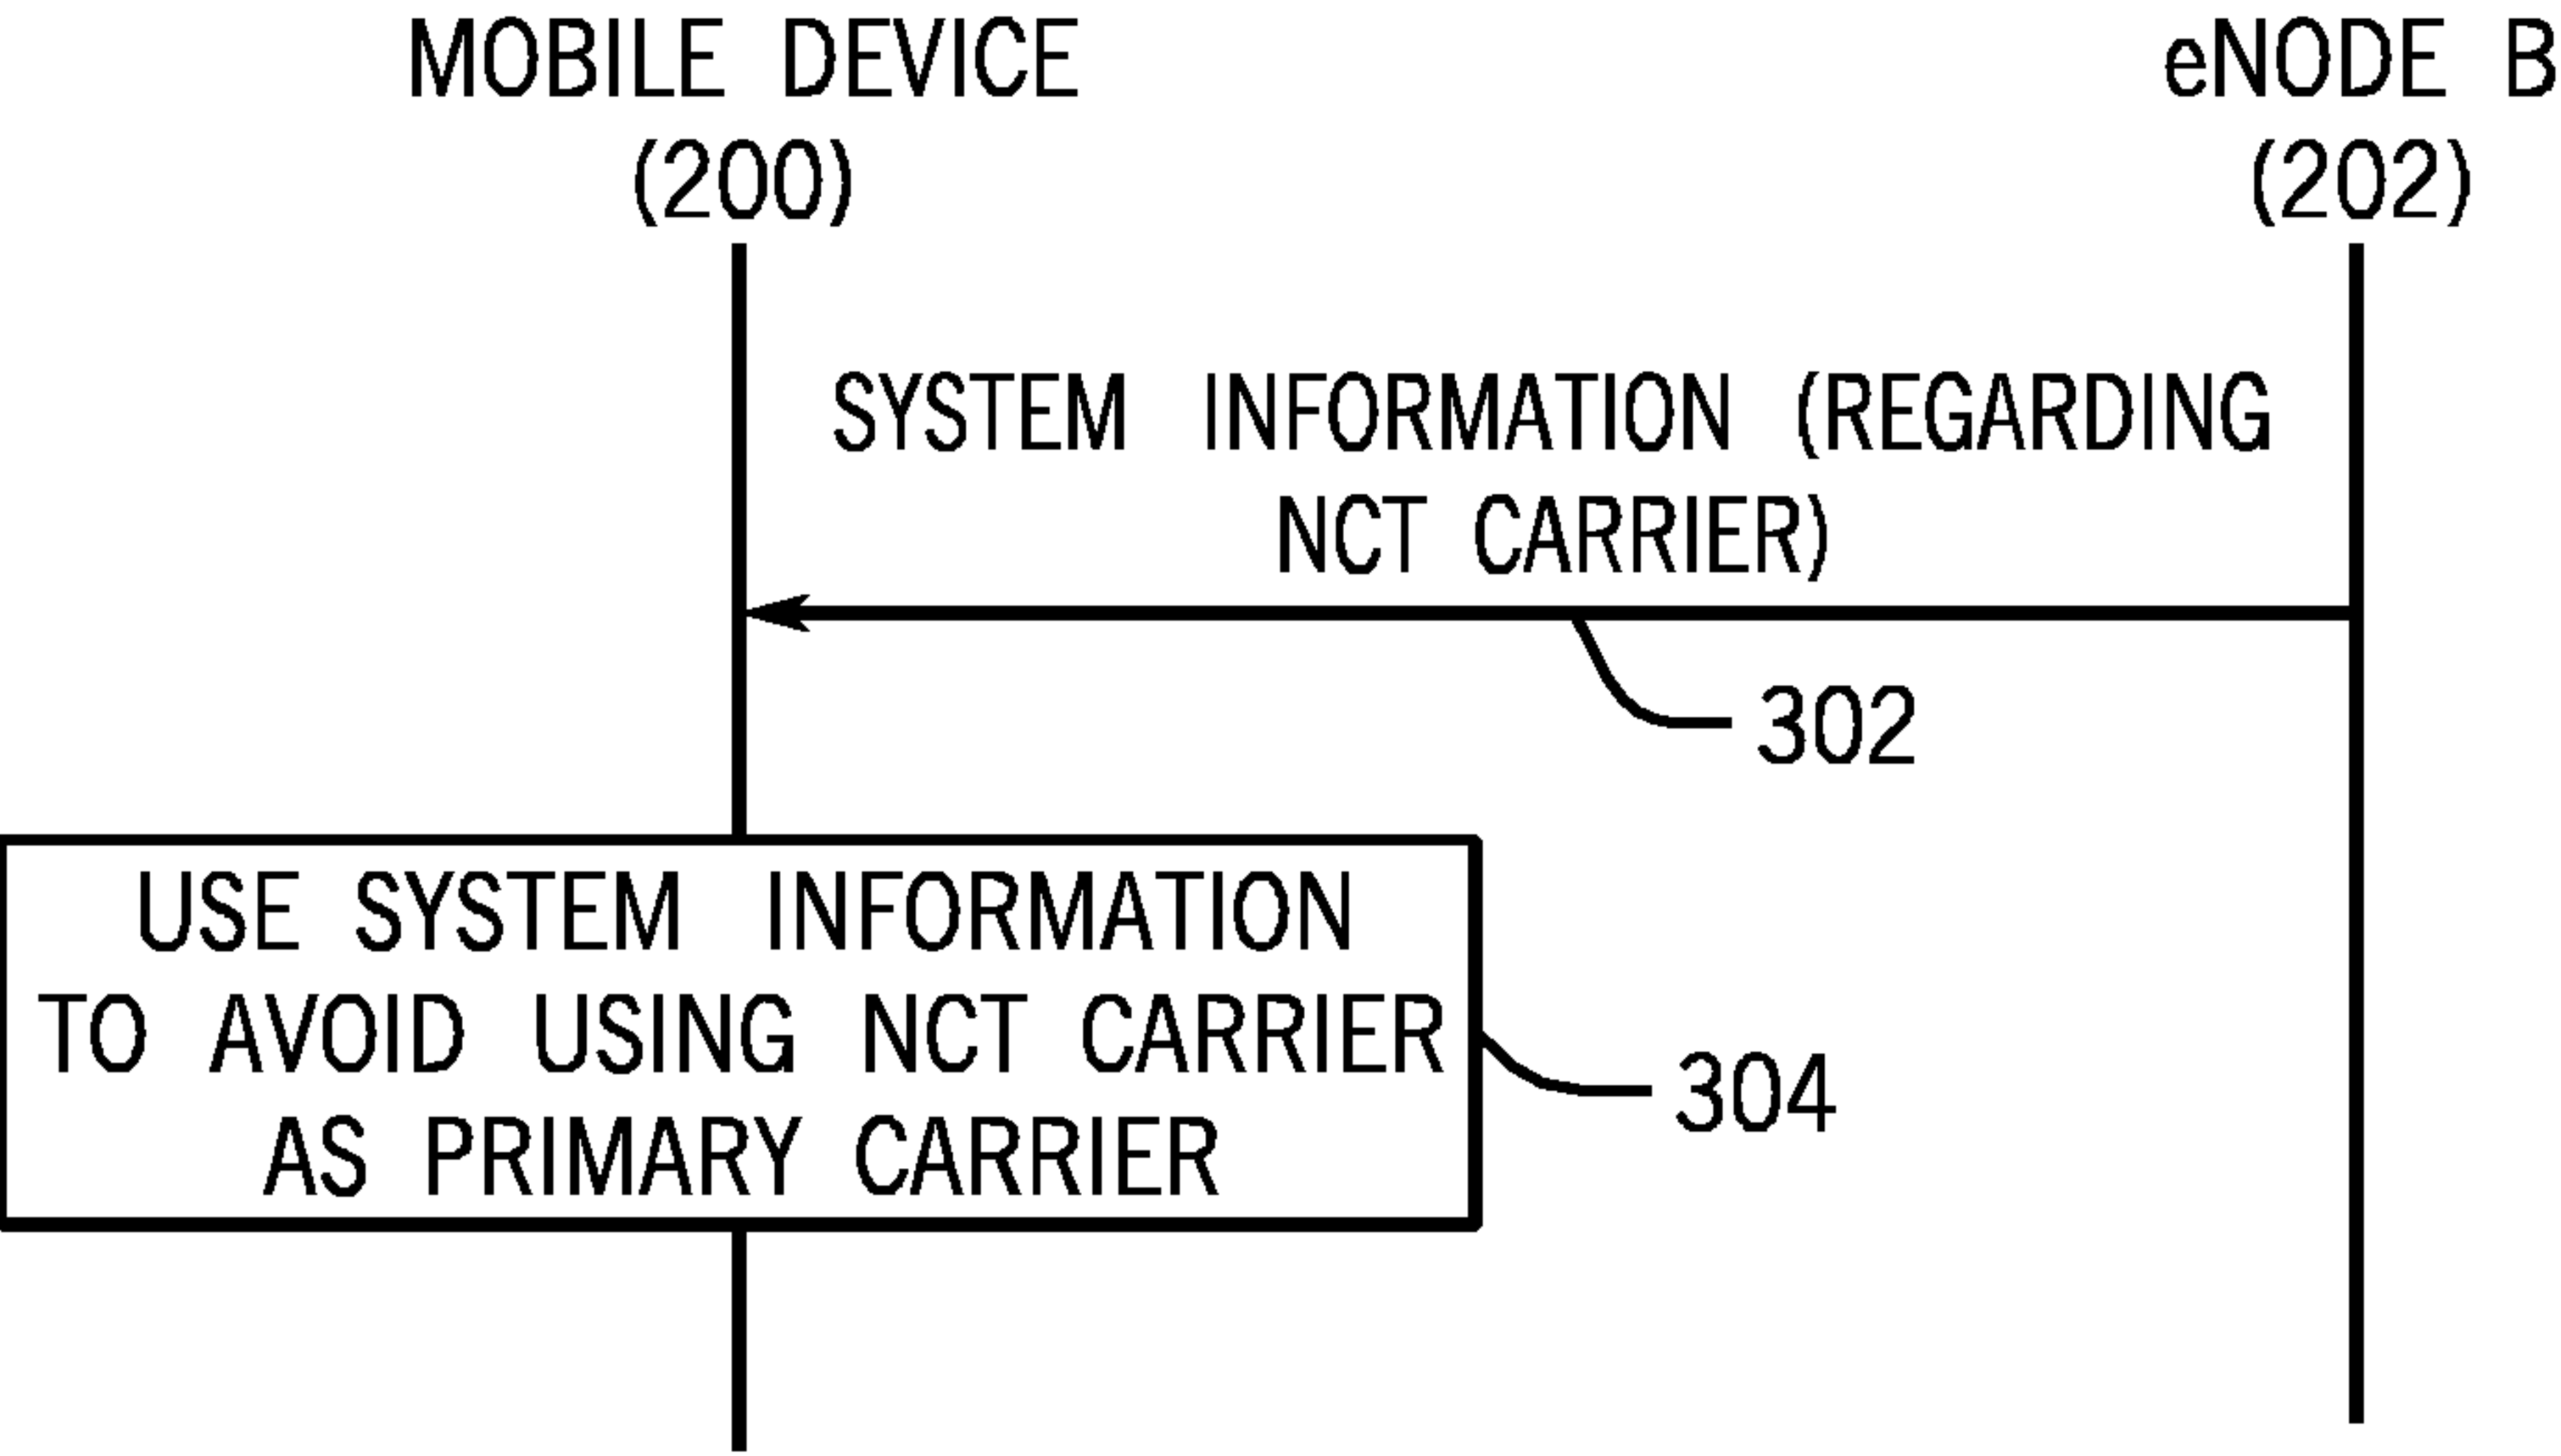 MOBILE DEVICE
(200)
eNODE B
(202)
SYSTEM INFORMATION (REGARDING
NCT CARRIER)
302
USE SYSTEM INFORMATION
TO AVOID USING NCT CARRIER
AS PRIMARY CARRIER
304